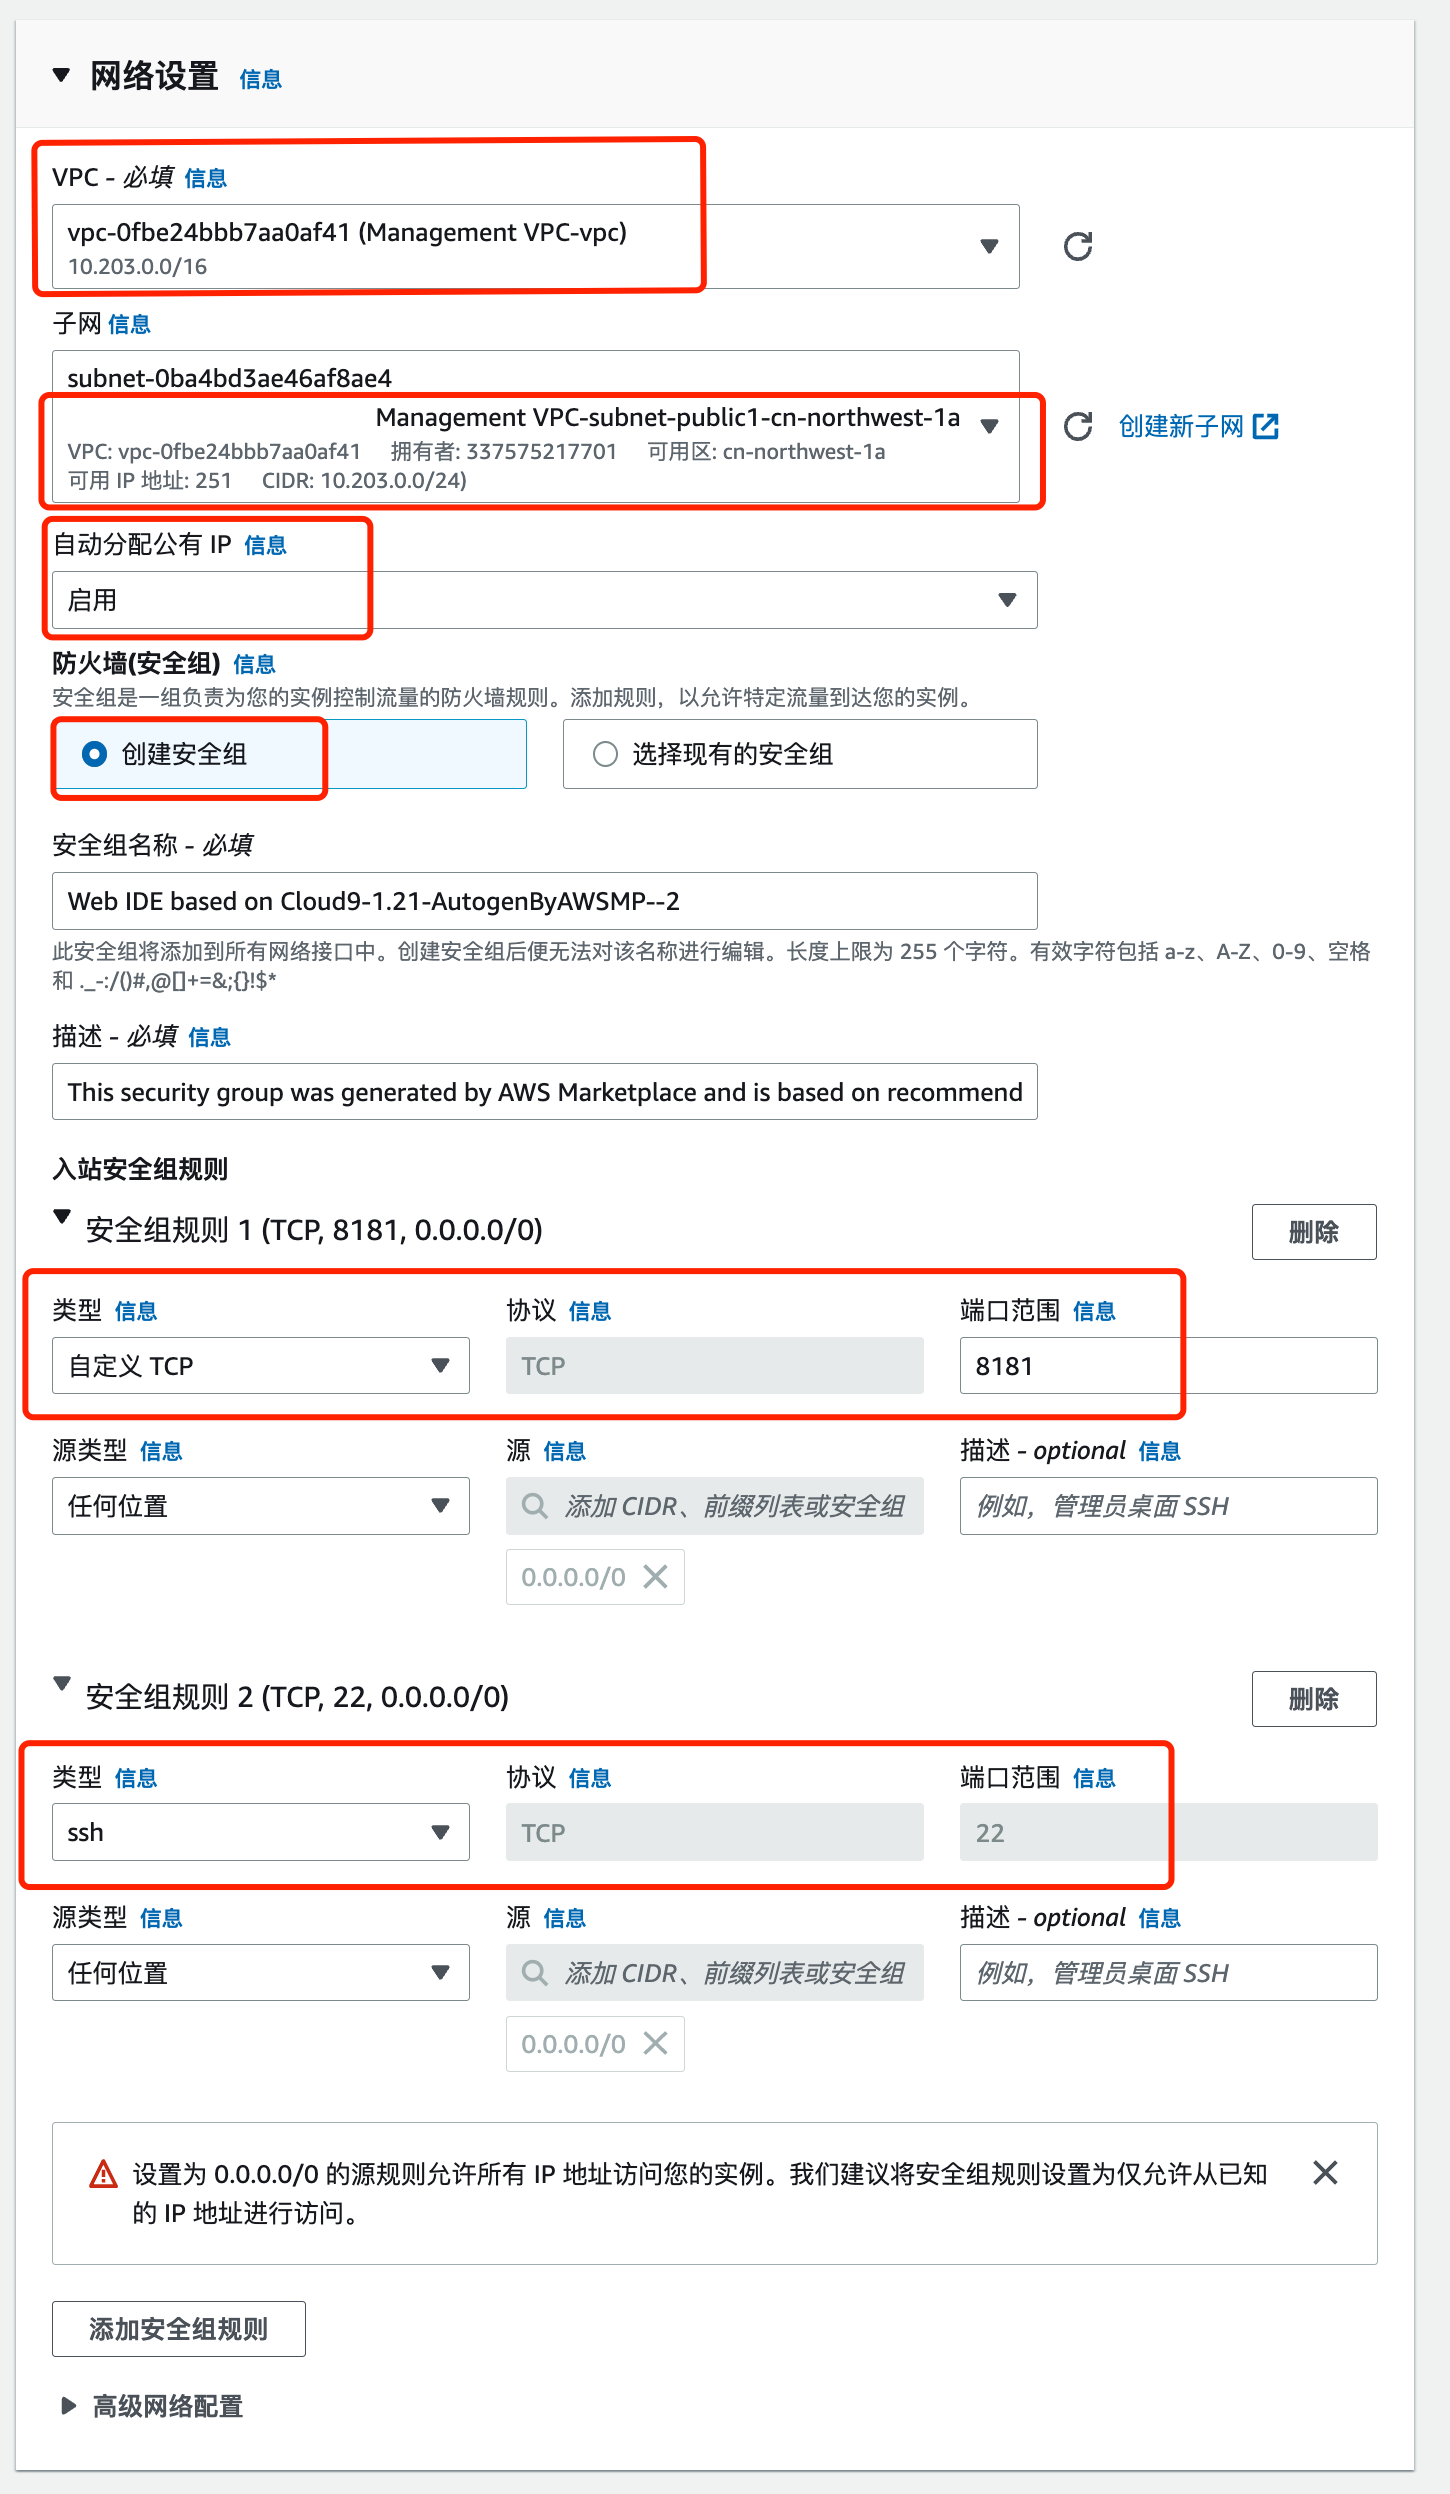 网络设置 信息
VPC - 必填 信息
vpc-0fbe24bbb7aa0af41 (Management VPC-vpc)
10.203.0.0/16
子网 信息
subnet-0ba4bd3ae46af8ae4
Management VPC-subnet-public1-cn-northwest-1a
VPC: vpc-0fbe24bbb7aa0af41 拥有者: 337575217701 可用区: cn-northwest-1a
可用 IP 地址: 251 CIDR: 10.203.0.0/24)
创建新子网
自动分配公有 IP 信息
启用
防火墙(安全组) 信息
安全组是一组负责为您的实例控制流量的防火墙规则。添加规则，以允许特定流量到达您的实例。
创建安全组 选择现有的安全组
安全组名称 - 必填
Web IDE based on Cloud9-1.21-AutogenByAWSMP--2
此安全组将添加到所有网络接口中。创建安全组后便无法对该名称进行编辑。长度上限为 255 个字符。有效字符包括 a-z、A-Z、0-9、空格
和 ._-:/()#,@[]+=&;{}!$*
描述 - 必填 信息
This security group was generated by AWS Marketplace and is based on recommend
入站安全组规则
安全组规则 1 (TCP, 8181, 0.0.0.0/0) 删除
类型 信息 协议 信息 端口范围 信息
自定义 TCP TCP 8181
源类型 信息 源 信息 描述 - optional 信息
任何位置 添加 CIDR、前缀列表或安全组 例如，管理员桌面 SSH
0.0.0.0/0
安全组规则 2 (TCP, 22, 0.0.0.0/0) 删除
类型 信息 协议 信息 端口范围 信息
ssh TCP 22
源类型 信息 源 信息 描述 - optional 信息
任何位置 添加 CIDR、前缀列表或安全组 例如，管理员桌面 SSH
0.0.0.0/0
设置为 0.0.0.0/0 的源规则允许所有 IP 地址访问您的实例。我们建议将安全组规则设置为仅允许从已知
的 IP 地址进行访问。
添加安全组规则
高级网络配置